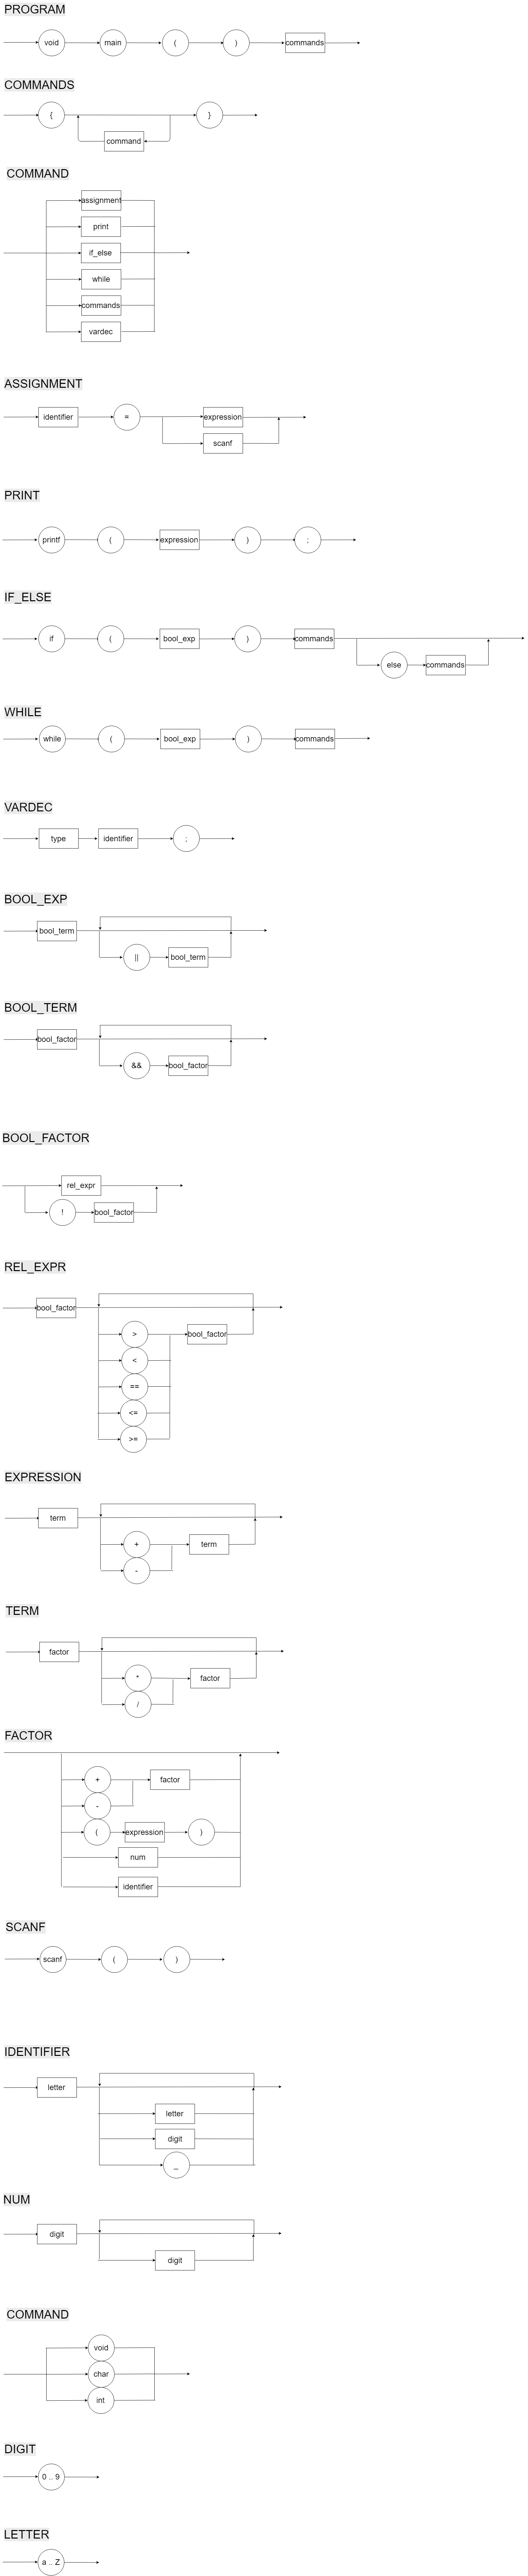 PROGRAM
void main ( ) commands
COMMANDS
{ }
command
COMMAND
assignment
print
if_else
while
commands
vardec
ASSIGNMENT
identifier = expression
scanf
PRINT
printf ( expression ) ;
IF_ELSE
if ( bool_exp ) commands
else commands
WHILE
while ( bool_exp ) commands
VARDEC
type identifier ;
BOOL_EXP
bool_term
|| bool_term
BOOL_TERM
bool_factor
&& bool_factor
BOOL_FACTOR
rel_expr
! bool_factor
REL_EXPR
bool_factor
> bool_factor
<
==
<=
>=
EXPRESSION
term
+ term
-
TERM
factor
* factor
/
FACTOR
+ factor
-
( expression )
num
identifier
SCANF
scanf ( )
IDENTIFIER
letter
letter
digit
_
NUM
digit
digit
COMMAND
void
char
int
DIGIT
0 .. 9
LETTER
a .. Z